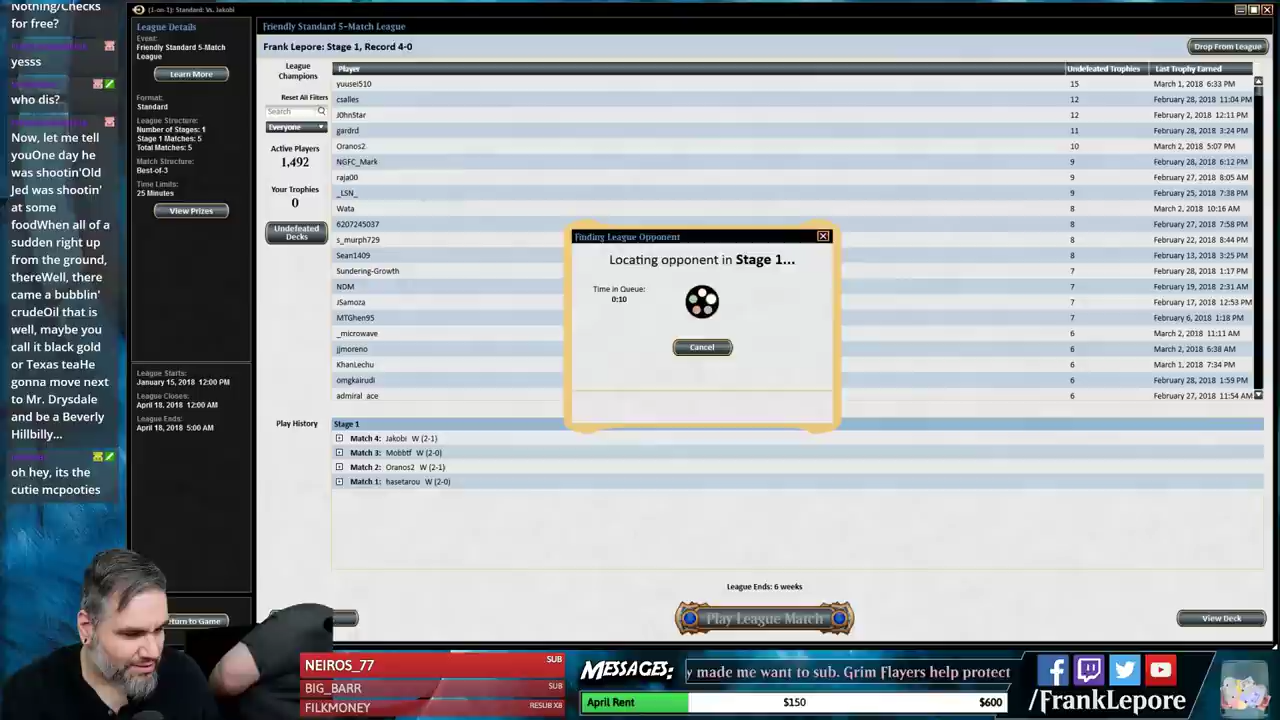 Nothing/Checks
for free?
yesss
who dis?
Now, let me tell
youOne day he
was shootin'Old
Jed was shootin'
at some
foodWhen all of a
sudden right up
from the ground,
thereWell, there
came a bubblin'
crudeOil that is
well, maybe you
call it black gold
or Texas teaHe
gonna move next
to Mr. Drysdale
and be a Beverly
Hillbilly...
oh hey, its the
cutie mcpooties
(1-on-1): Standard: Vs. Jakobi
League Details
Event:
Friendly Standard 5-Match
League
Learn More
Format:
Standard
League Structure:
Number of Stages: 1
Stage 1 Matches: 5
Total Matches: 5
Match Structure:
Best-of-3
Time Limits:
25 Minutes
View Prizes
League Starts:
January 15, 2018 12:00 PM
League Closes:
April 18, 2018 12:00 AM
League Ends:
April 18, 2018 5:00 AM
Return to Game
Friendly Standard 5-Match League
Frank Lepore: Stage 1, Record 4-0
Drop From League
League
Champions
Reset All Filters
Search
Everyone
Active Players
1,492
Your Trophies
0
Undefeated
Decks
Player Undefeated Trophies Last Trophy Earned
yuusei510 15 March 1, 2018 6:33 PM
csalles 12 February 28, 2018 11:04 PM
J0hnStar 12 February 2, 2018 12:11 PM
gardrd 11 February 28, 2018 3:24 PM
Oranos2 10 March 2, 2018 5:07 PM
NGFC_Mark 9 February 28, 2018 6:12 PM
raja00 9 February 27, 2018 8:05 AM
_LSN_ 9 February 25, 2018 7:38 PM
Wata 8 March 2, 2018 10:16 AM
6207245037 8 February 27, 2018 7:58 PM
s_murph729 8 February 22, 2018 8:44 PM
Sean1409 8 February 13, 2018 3:25 PM
Sundering-Growth 7 February 28, 2018 1:17 PM
NDM 7 February 19, 2018 2:31 AM
JSamoza 7 February 17, 2018 12:53 PM
MTGhen95 7 February 6, 2018 1:18 PM
_microwave 6 March 2, 2018 11:11 AM
jjmoreno 6 March 2, 2018 6:38 AM
KhanLechu 6 March 1, 2018 7:34 PM
omgkairudi 6 February 28, 2018 1:59 PM
admiral_ace 6 February 27, 2018 11:54 AM
Finding League Opponent
Locating opponent in Stage 1...
Time in Queue:
0:10
Cancel
Play History
Stage 1
Match 4: Jakobi W (2-1)
Match 3: Mobbtf W (2-0)
Match 2: Oranos2 W (2-1)
Match 1: hasetarou W (2-0)
League Ends: 6 weeks
Play League Match
View Deck
NEIROS_77 SUB
BIG_BARR SUB
FILKMONEY RESUB X8
MESSAGES:
y made me want to sub. Grim Flayers help protect
April Rent $150 $600
/FrankLepore